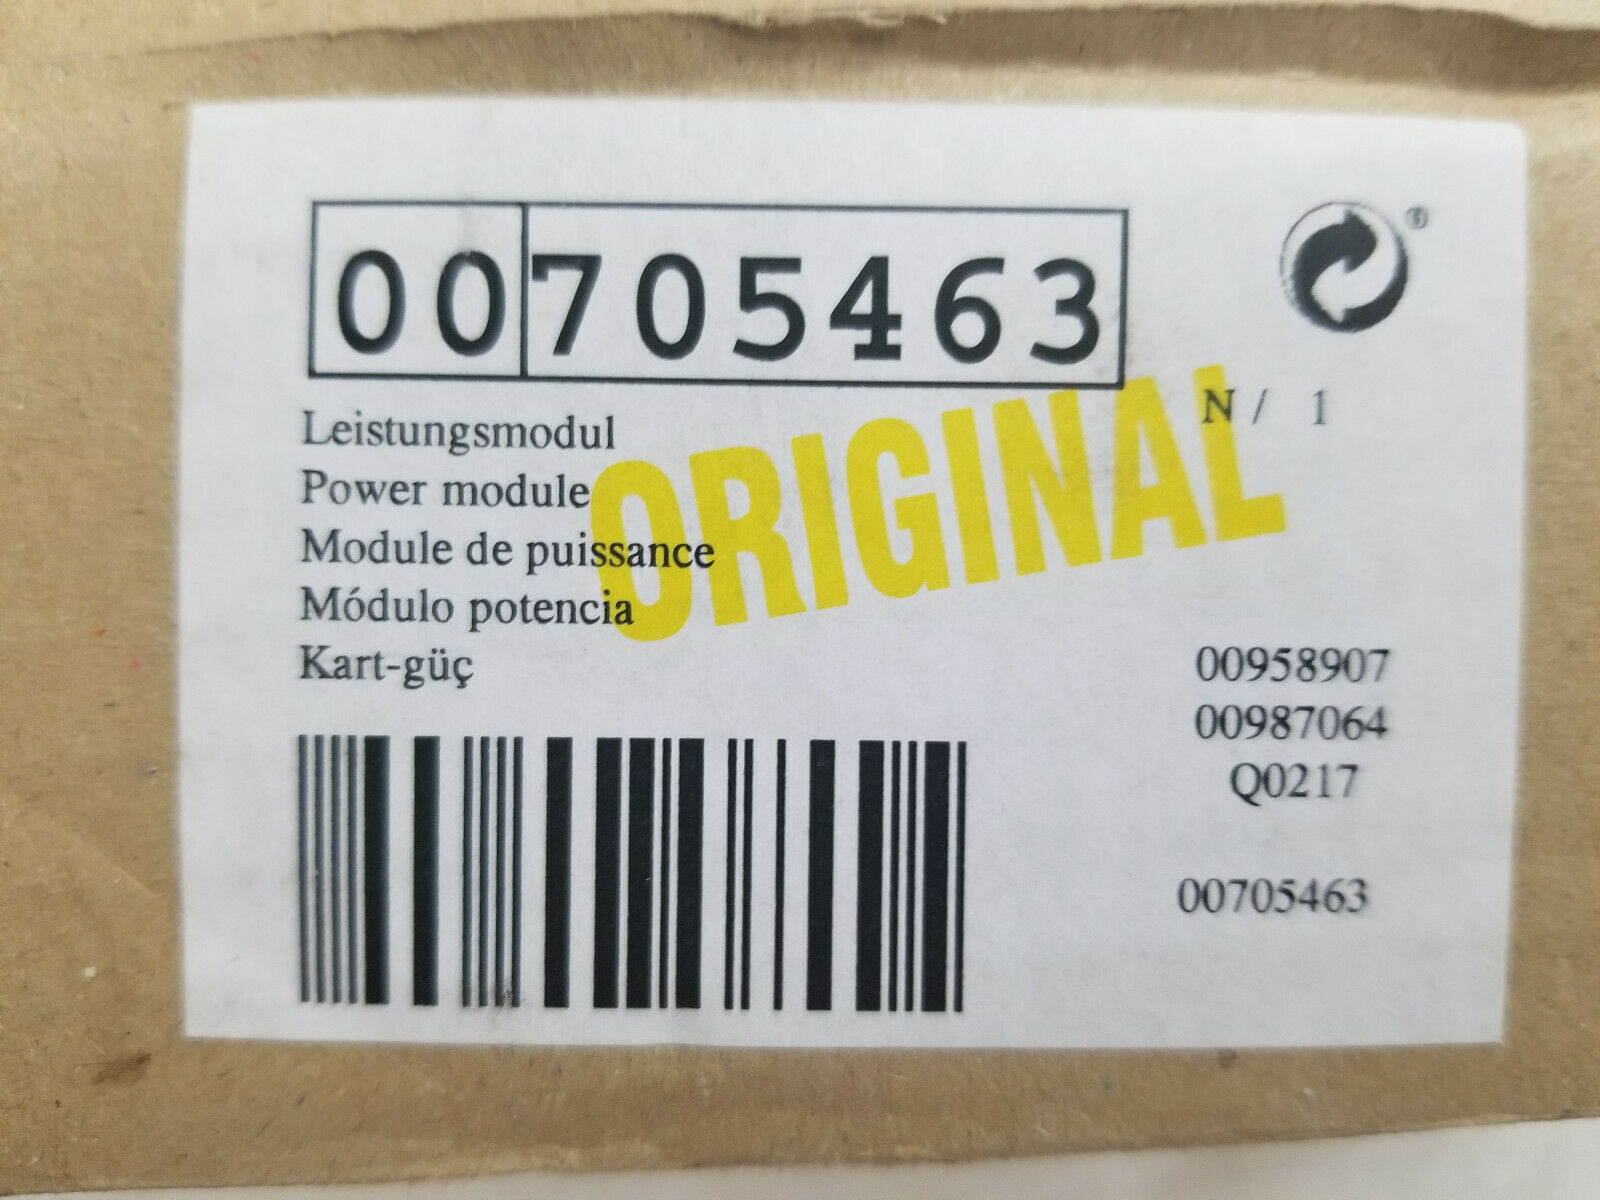 00705463
®
N / 1
Leistungsmodul
Power module
Module de puissance
Módulo potencia
Kart-güç
ORIGINAL
00958907
00987064
Q0217
00705463